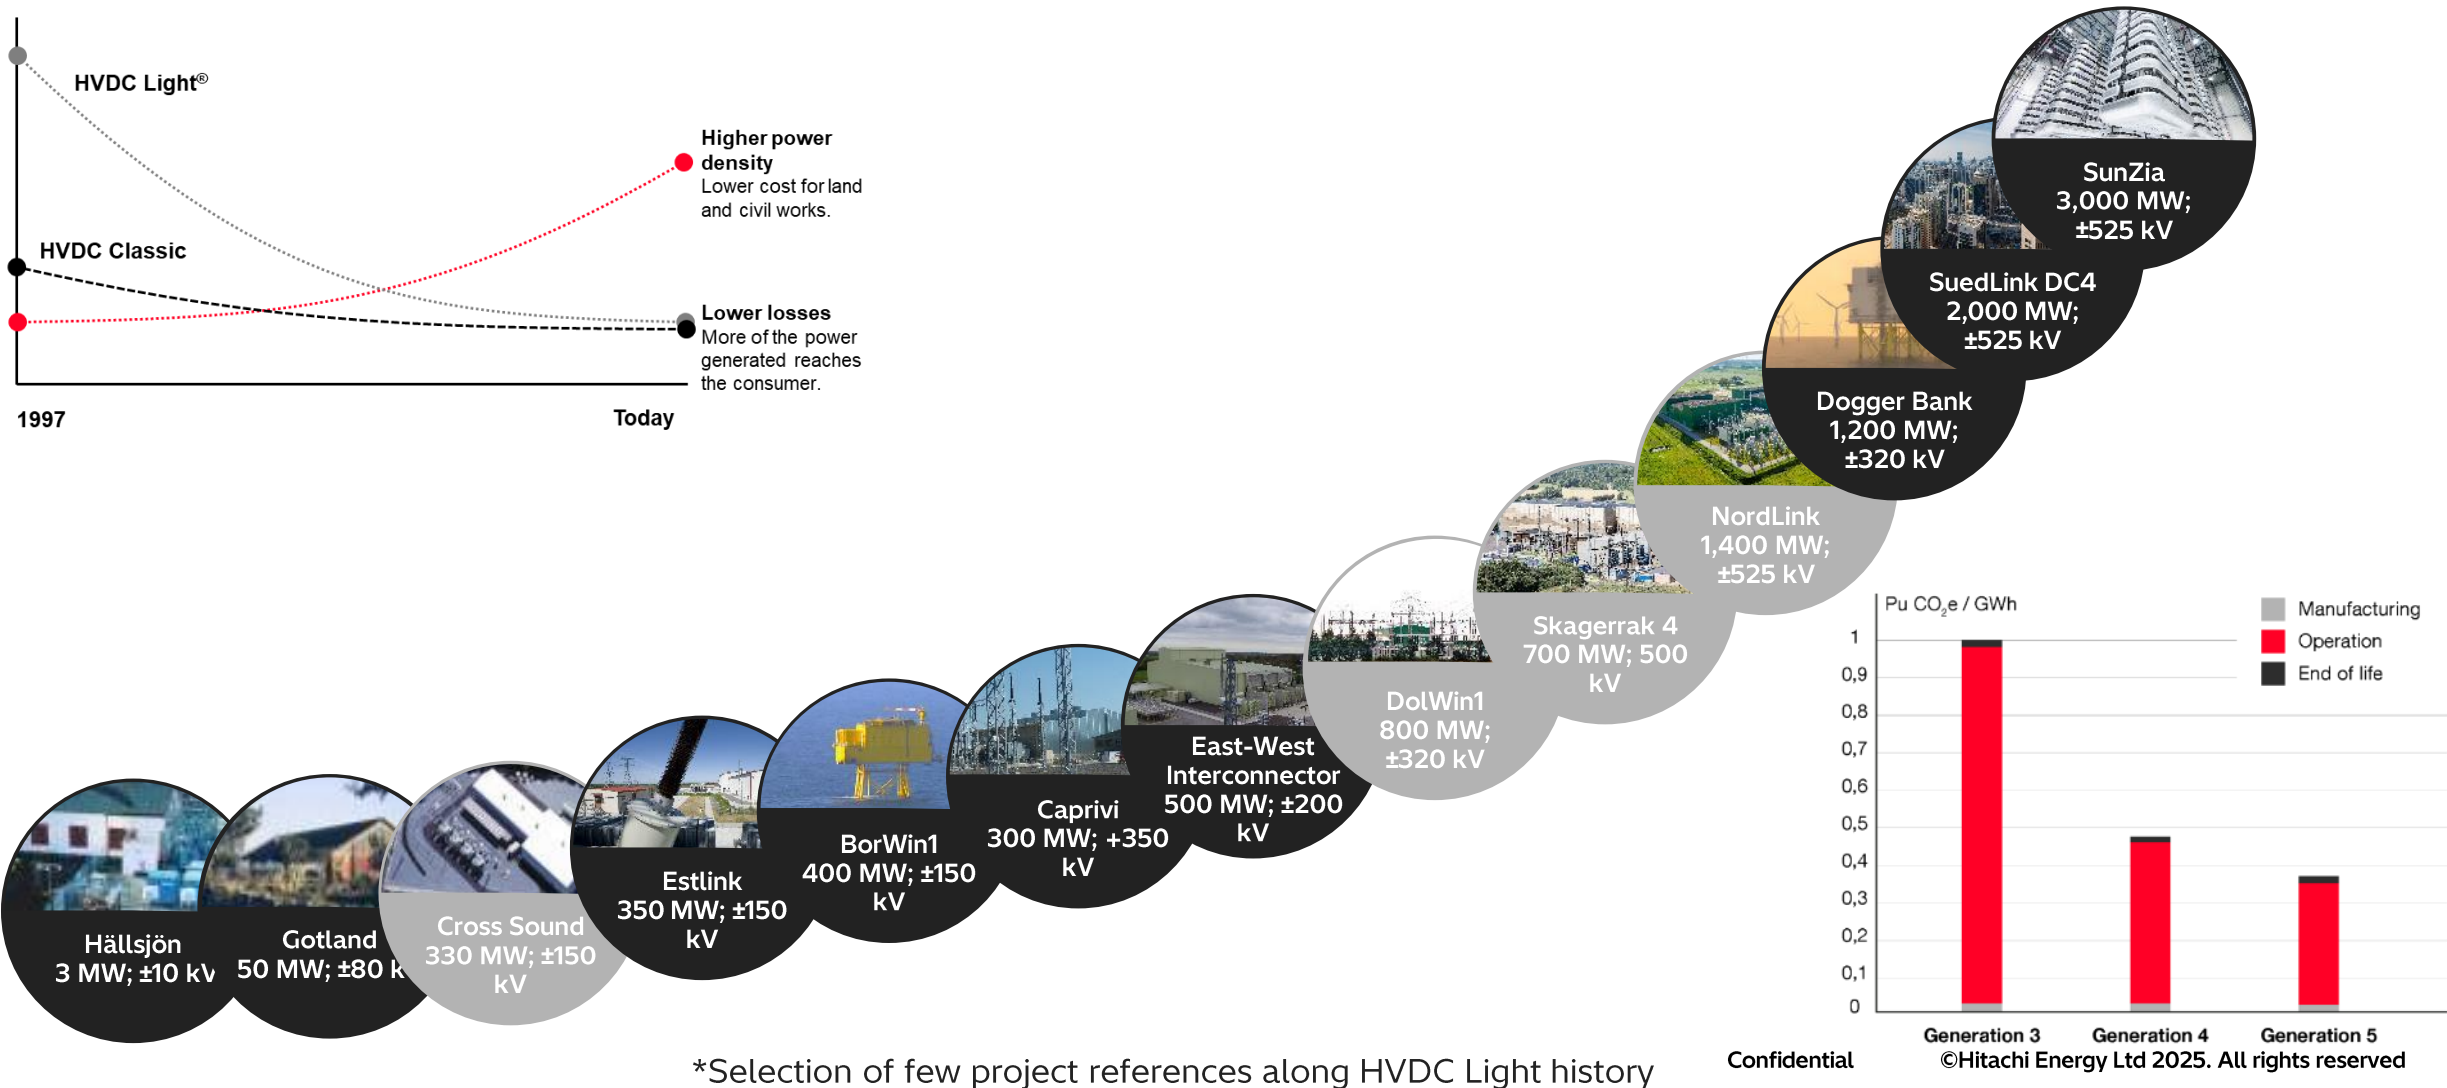 HVDC Light®
HVDC Classic
Higher power
density
Lower cost for land
and civil works.
Lower losses
More of the power
generated reaches
the consumer.
1997
Today
Hällsjön
3 MW; ±10 kV
Gotland
50 MW; ±80 k
Cross Sound
330 MW; ±150
kV
Estlink
350 MW; ±150
kV
BorWin1
400 MW; ±150
kV
Caprivi
300 MW; +350
kV
East-West
Interconnector
500 MW; ±200
kV
DolWin1
800 MW;
±320 kV
Skagerrak 4
700 MW; 500
kV
NordLink
1,400 MW;
±525 kV
Dogger Bank
1,200 MW;
±320 kV
SuedLink DC4
2,000 MW;
±525 kV
SunZia
3,000 MW;
±525 kV
Pu CO₂e / GWh
Manufacturing
Operation
End of life
1
0,9
0,8
0,7
0,6
0,5
0,4
0,3
0,2
0,1
0
Generation 3
Generation 4
Generation 5
*Selection of few project references along HVDC Light history
Confidential
©Hitachi Energy Ltd 2025. All rights reserved